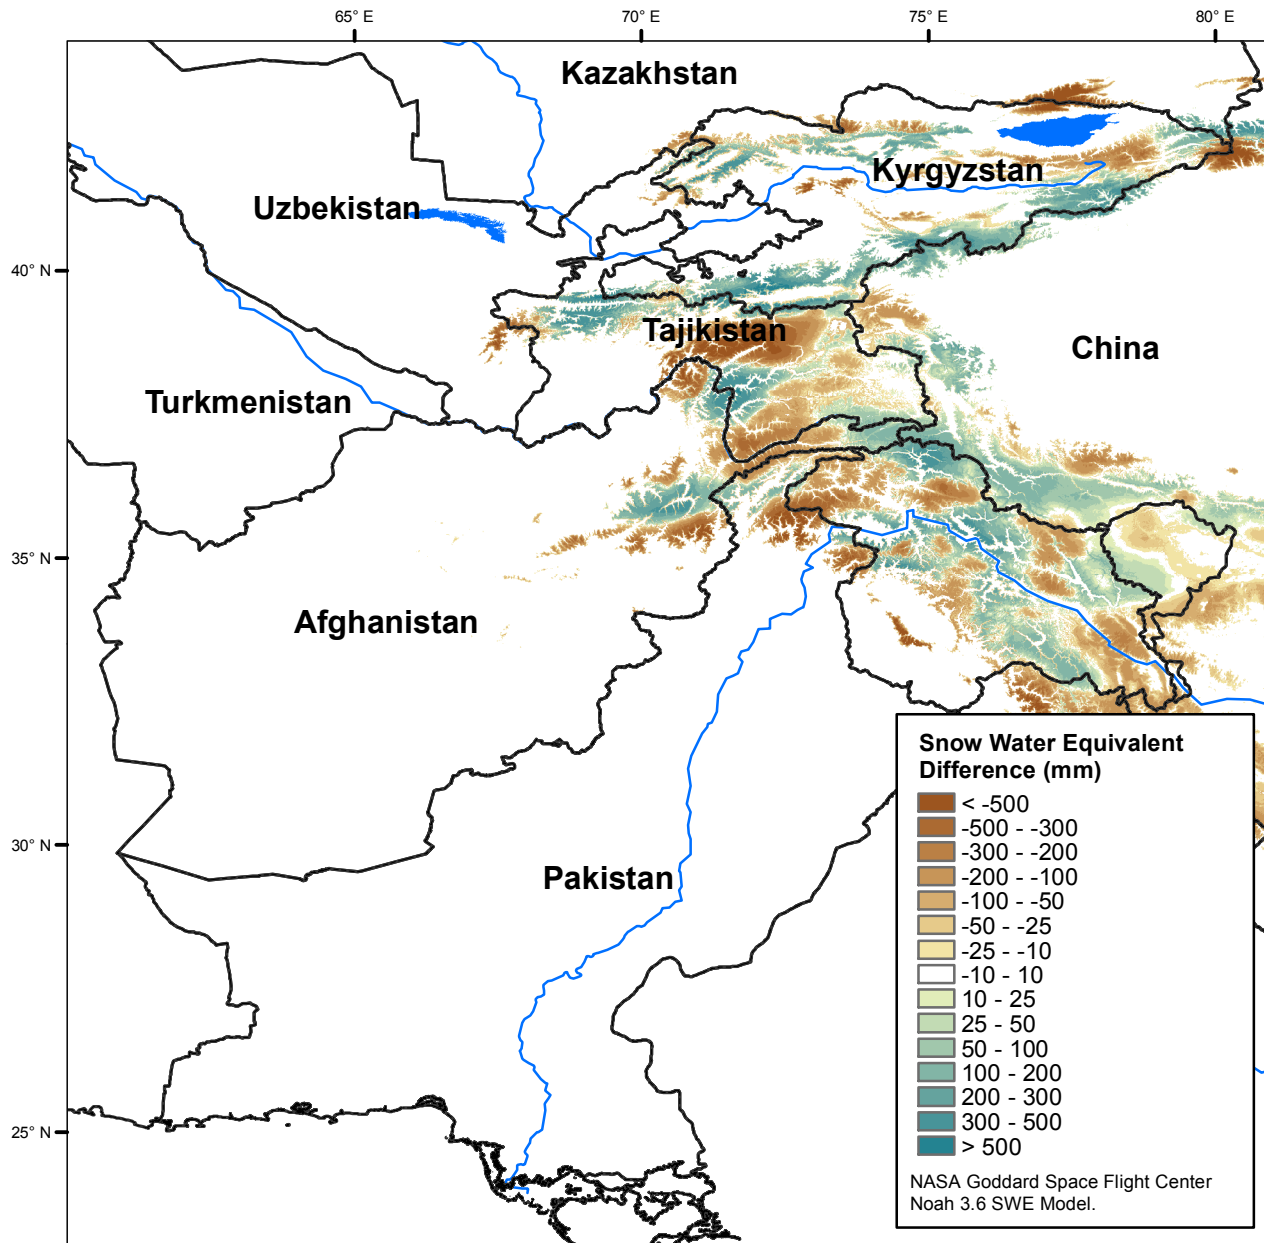 65° E
70° E
75° E
80° E
Kazakhstan
Kyrgyzstan
Uzbekistan
40° N
Tajikistan
China
Turkmenistan
35° N
Afghanistan
Snow Water Equivalent
Difference (mm)
< -500
-500 - -300
-300 - -200
-200 - -100
-100 - -50
-50 - -25
-25 - -10
-10 - 10
10 - 25
25 - 50
50 - 100
100 - 200
200 - 300
300 - 500
> 500
30° N
Pakistan
25° N
NASA Goddard Space Flight Center
Noah 3.6 SWE Model.